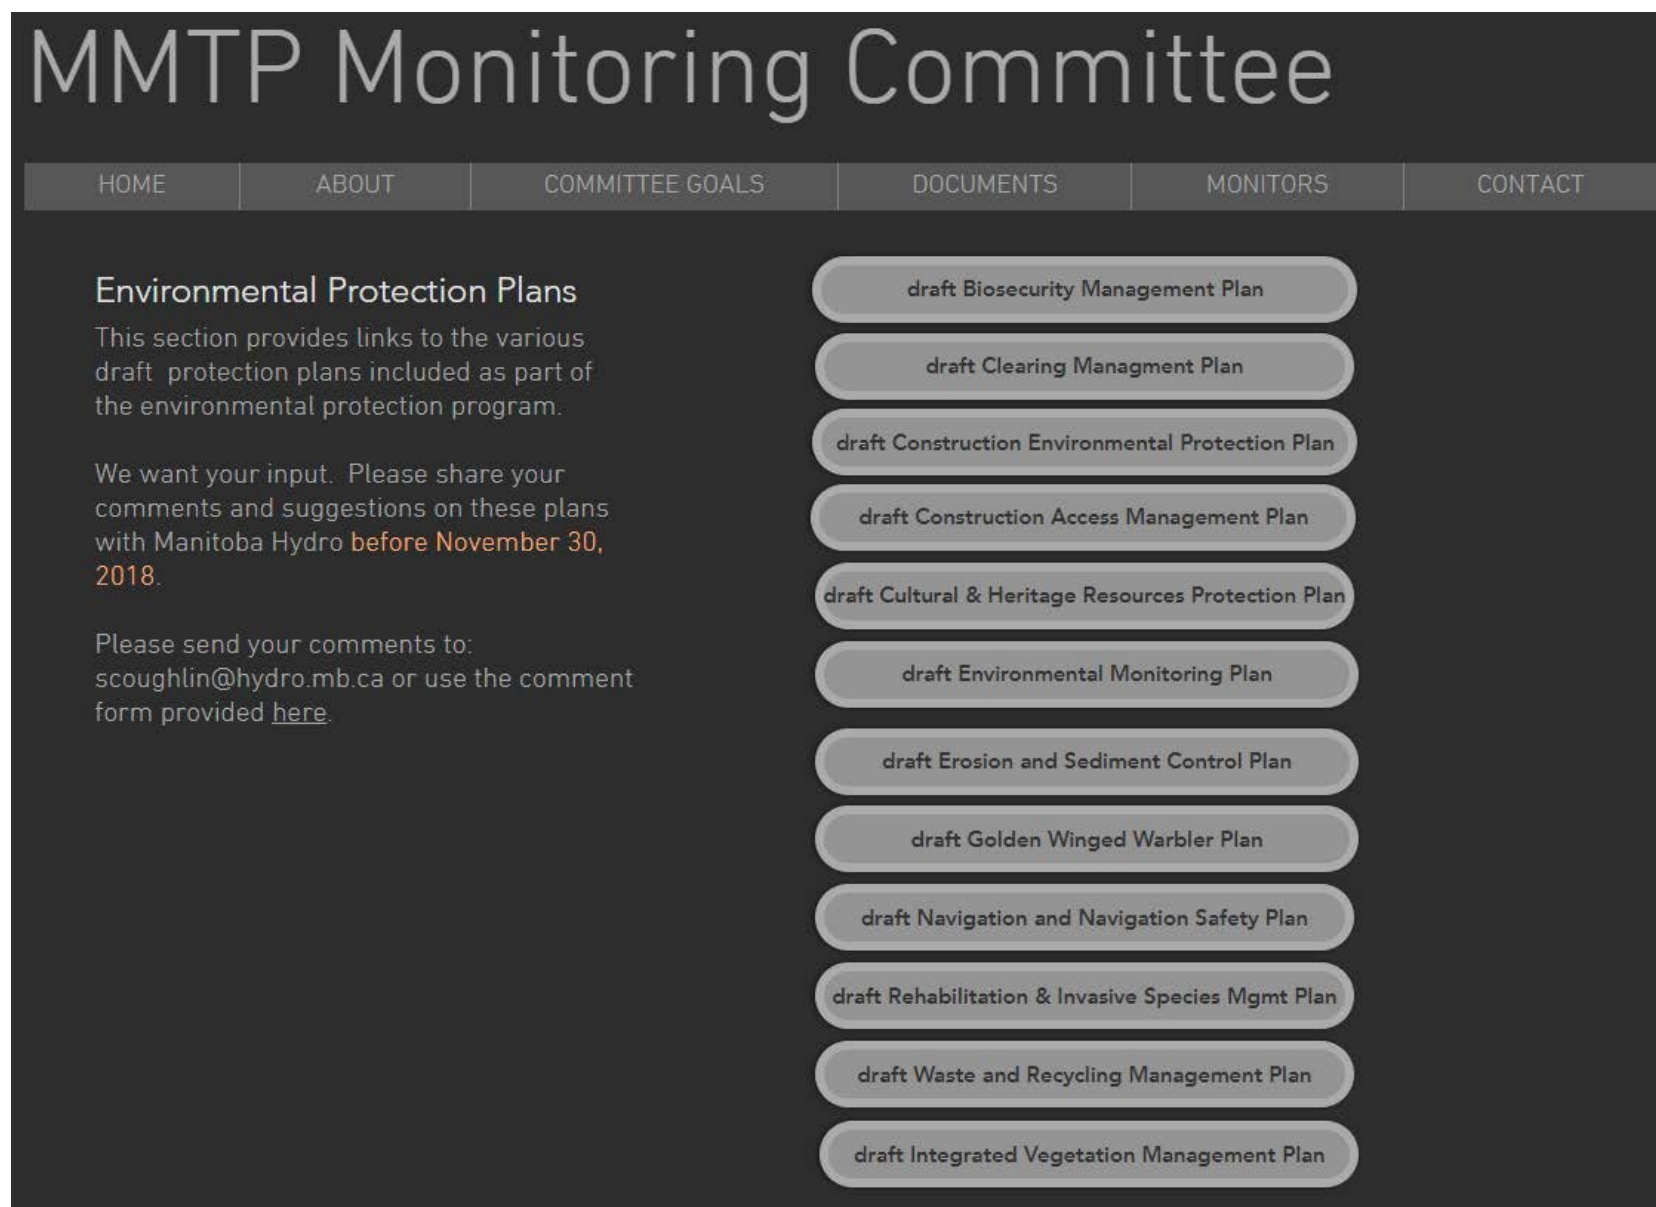 MMTP Monitoring Committee
HOME ABOUT COMMITTEE GOALS DOCUMENTS MONITORS CONTACT
Environmental Protection Plans
This section provides links to the various
draft protection plans included as part of
the environmental protection program.
We want your input. Please share your
comments and suggestions on these plans
with Manitoba Hydro before November 30,
2018.
Please send your comments to:
scoughlin@hydro.mb.ca or use the comment
form provided here.
draft Biosecurity Management Plan
draft Clearing Managment Plan
draft Construction Environmental Protection Plan
draft Construction Access Management Plan
draft Cultural & Heritage Resources Protection Plan
draft Environmental Monitoring Plan
draft Erosion and Sediment Control Plan
draft Golden Winged Warbler Plan
draft Navigation and Navigation Safety Plan
draft Rehabilitation & Invasive Species Mgmt Plan
draft Waste and Recycling Management Plan
draft Integrated Vegetation Management Plan